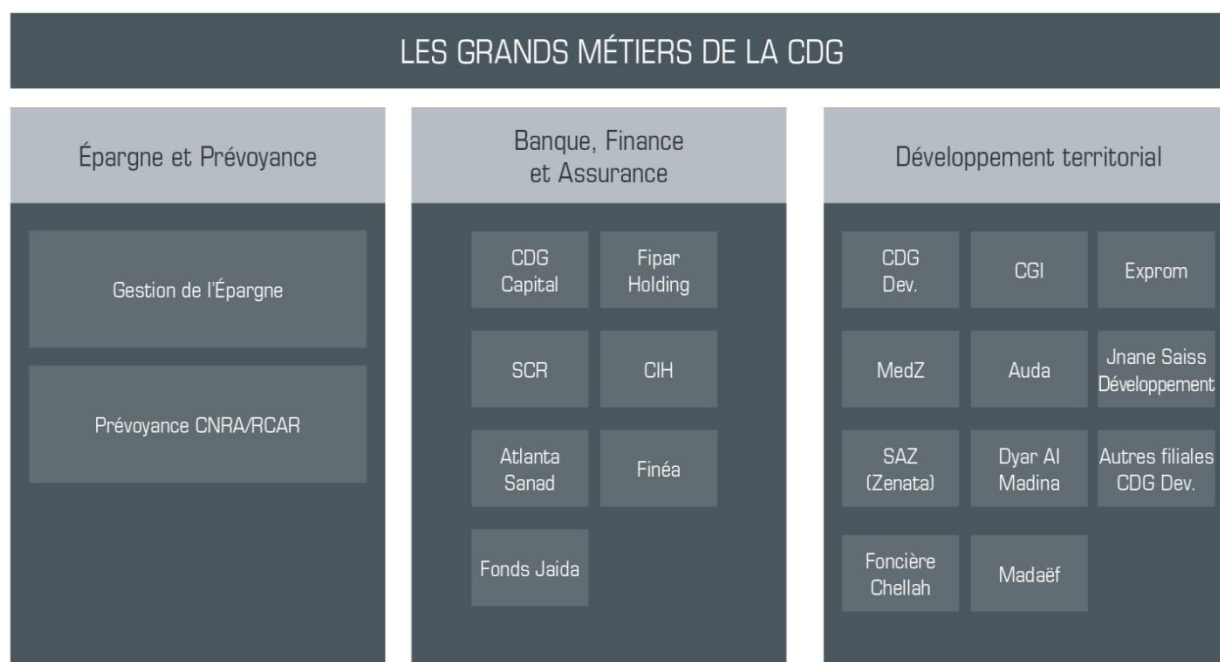 LES GRANDS MÉTIERS DE LA CDG
Épargne et Prévoyance
Gestion de l'Épargne
Prévoyance CNRA/RCAR
Banque, Finance
et Assurance
CDG
Capital
Fipar
Holding
SCR
CIH
Atlanta
Sanad
Finéa
Fonds Jaida
Développement territorial
CDG
Dev.
CGI
Exprom
MedZ
Auda
Jnane Saiss
Développement
SAZ
(Zenata)
Dyar Al
Madina
Autres filiales
CDG Dev.
Foncière
Chellah
Madaëf